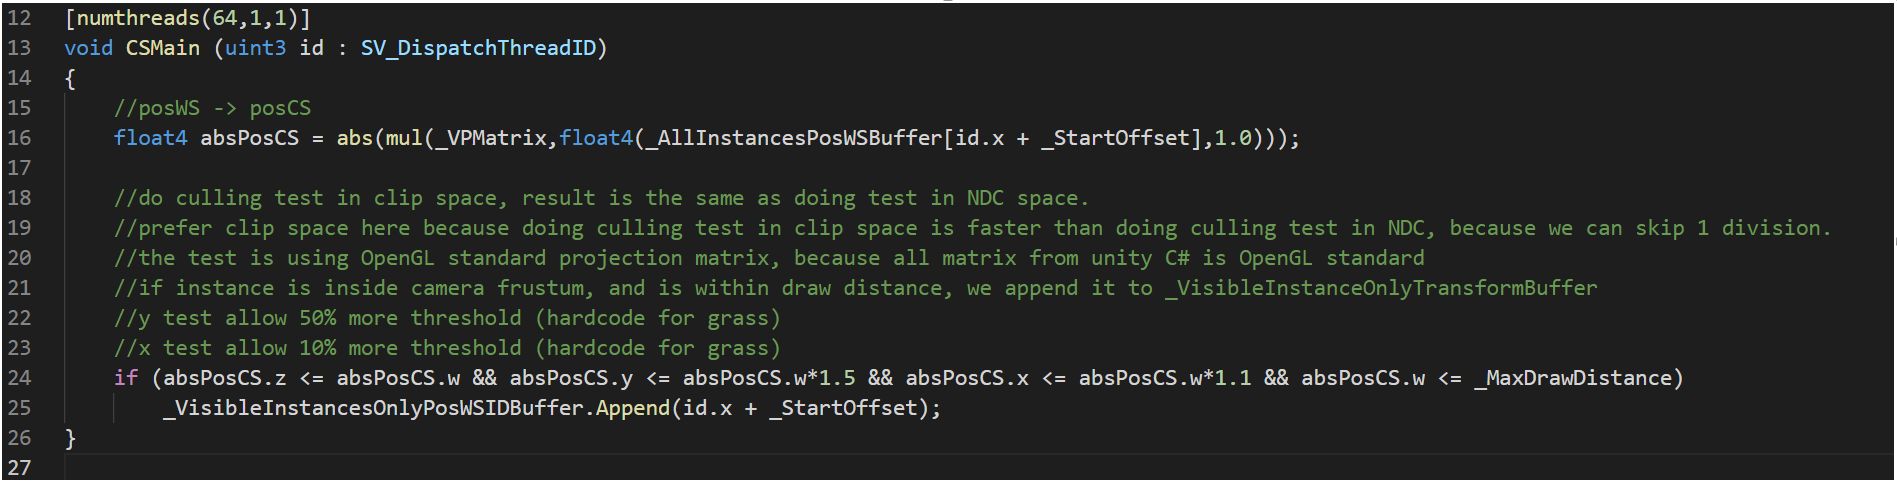 12 [numthreads(64,1,1)]
13 void CSMain (uint3 id : SV_DispatchThreadID)
14 {
15 //posWS -> posCS
16 float4 absPosCS = abs(mul(_VPMatrix,float4(_AllInstancesPosWSBuffer[id.x + _StartOffset],1.0)));
17
18 //do culling test in clip space, result is the same as doing test in NDC space.
19 //prefer clip space here because doing culling test in clip space is faster than doing culling test in NDC, because we can skip 1 division.
20 //the test is using OpenGL standard projection matrix, because all matrix from unity C# is OpenGL standard
21 //if instance is inside camera frustum, and is within draw distance, we append it to _VisibleInstanceOnlyTransformBuffer
22 //y test allow 50% more threshold (hardcode for grass)
23 //x test allow 10% more threshold (hardcode for grass)
24 if (absPosCS.z <= absPosCS.w && absPosCS.y <= absPosCS.w*1.5 && absPosCS.x <= absPosCS.w*1.1 && absPosCS.w <= _MaxDrawDistance)
25 _VisibleInstancesOnlyPosWSIDBuffer.Append(id.x + _StartOffset);
26 }
27